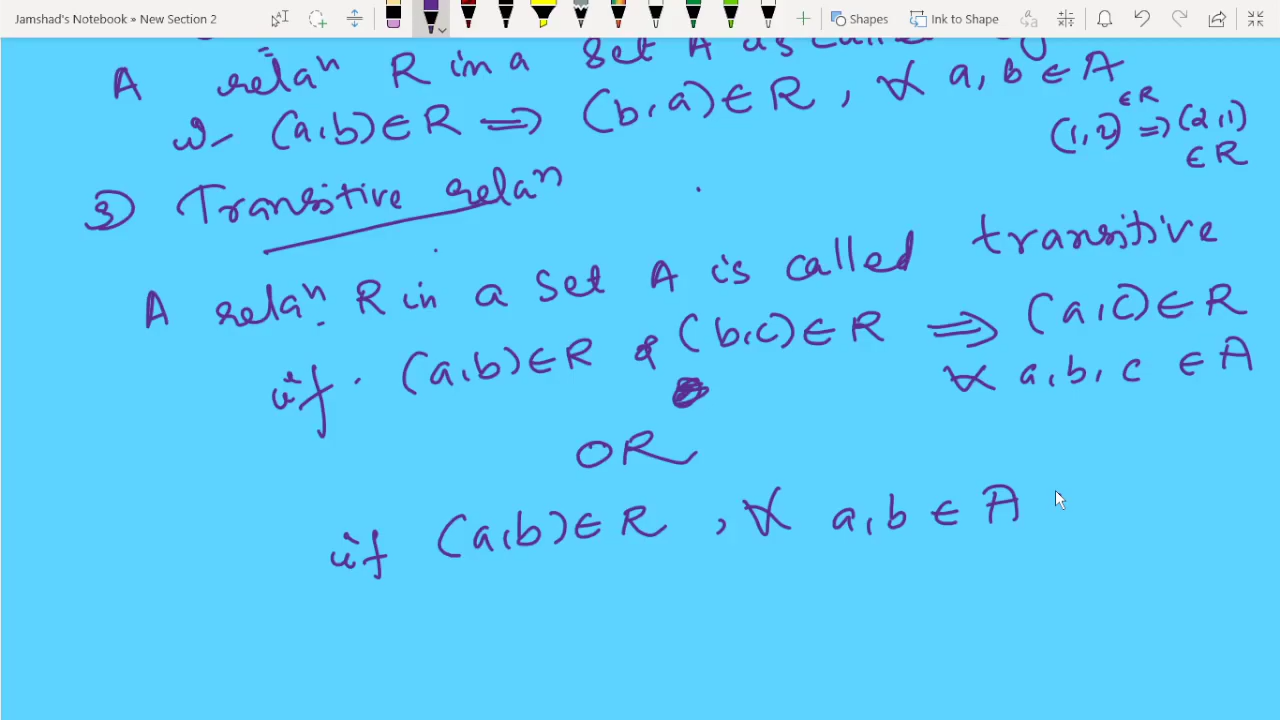 Jamshad's Notebook » New Section 2
Shapes
Ink to Shape
A relaⁿ R in a set A is called
(a,b)∈R ⟹ (b,a)∈R, ∀ a,b∈A
(1,2)∈R ⟹ (2,1)
∈R
3) Transitive relaⁿ
A relaⁿ R in a set A is called transitive
if (a,b)∈R & (b,c)∈R ⟹ (a,c)∈R
∀ a,b,c ∈ A
OR
if (a,b)∈R , ∀ a,b ∈ A